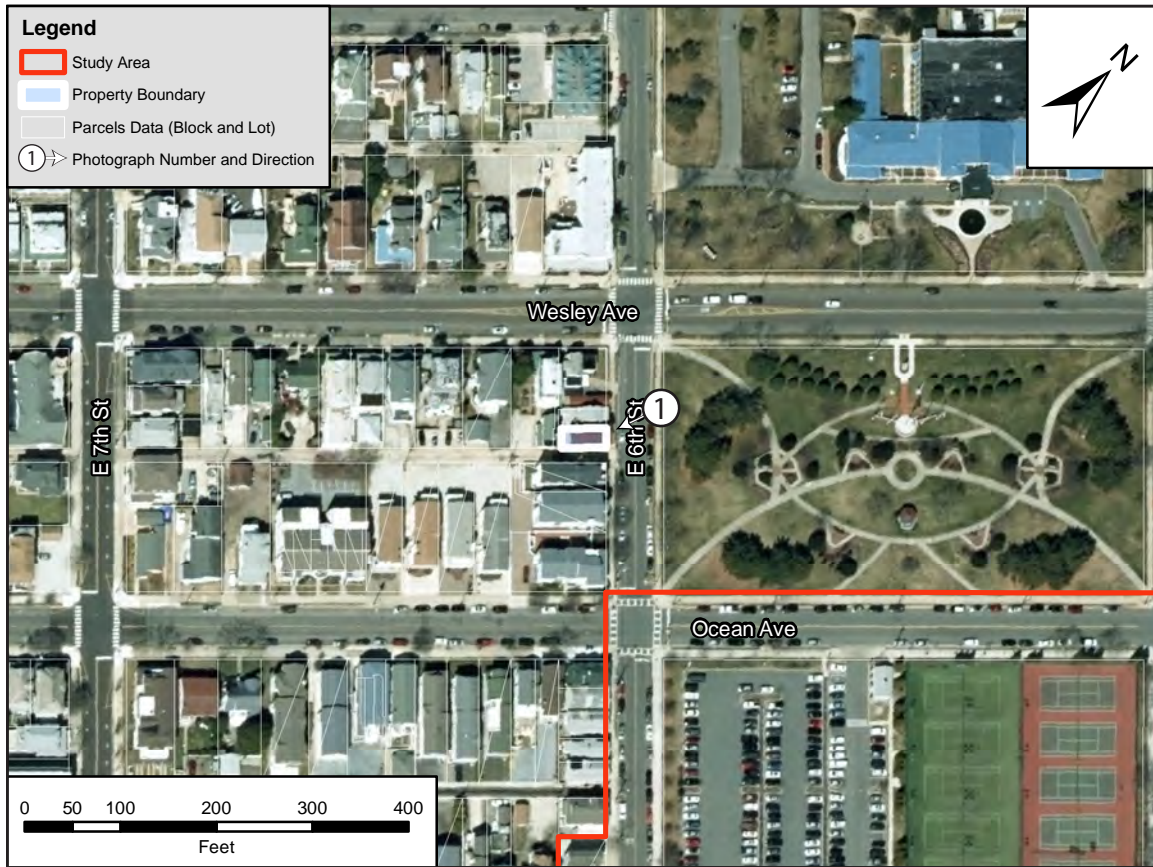 Legend
Study Area
Property Boundary
Parcels Data (Block and Lot)
1 Photograph Number and Direction
N
Wesley Ave
1
E 7th St
E 6th St
Ocean Ave
0 50 100 200 300 400
Feet